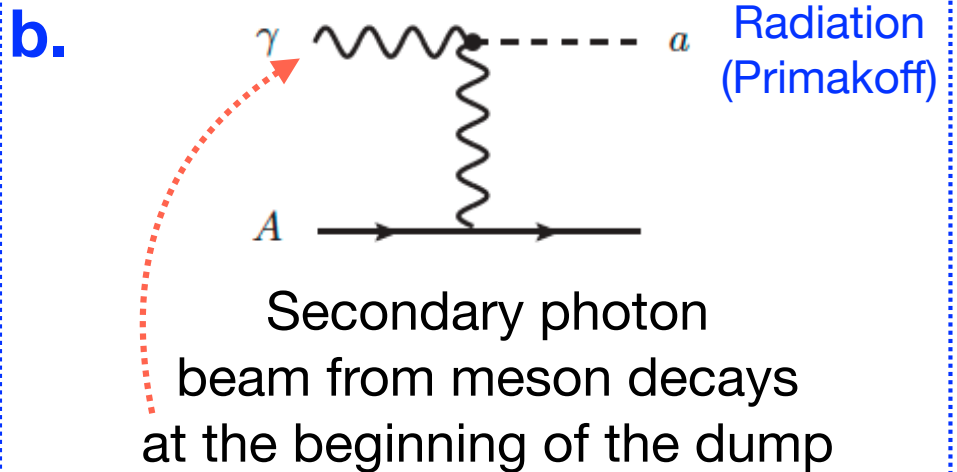 b.
γ
a
Radiation
(Primakoff)
A
Secondary photon
beam from meson decays
at the beginning of the dump